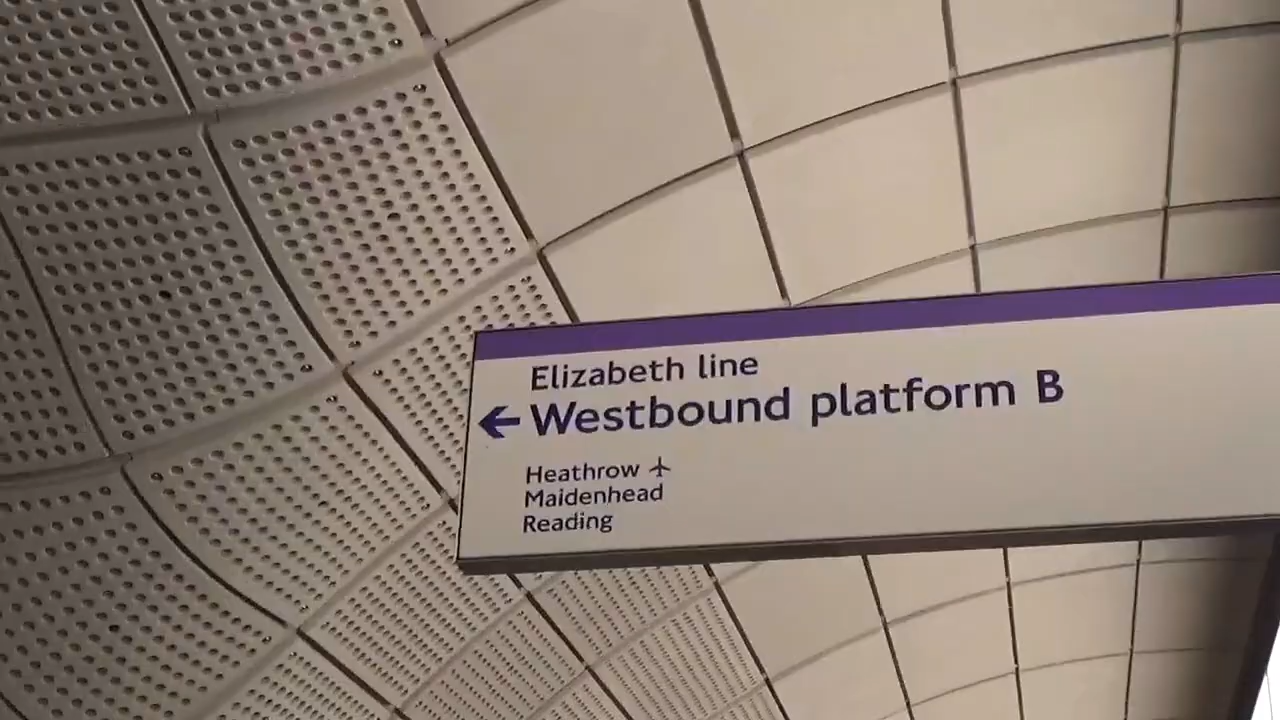 Elizabeth line
← Westbound platform B
Heathrow ✈
Maidenhead
Reading